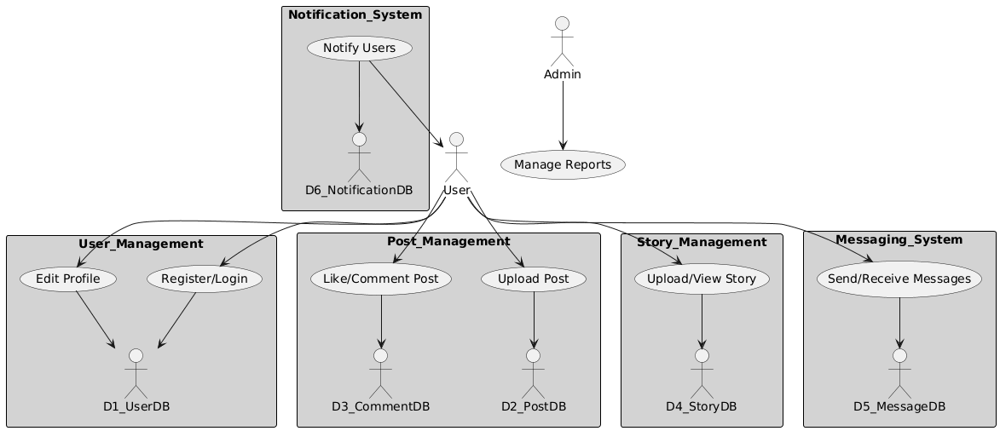 Notification_System
Notify Users
Admin
Manage Reports
D6_NotificationDB
User
User_Management
Post_Management
Story_Management
Messaging_System
Edit Profile
Register/Login
Like/Comment Post
Upload Post
Upload/View Story
Send/Receive Messages
D1_UserDB
D3_CommentDB
D2_PostDB
D4_StoryDB
D5_MessageDB